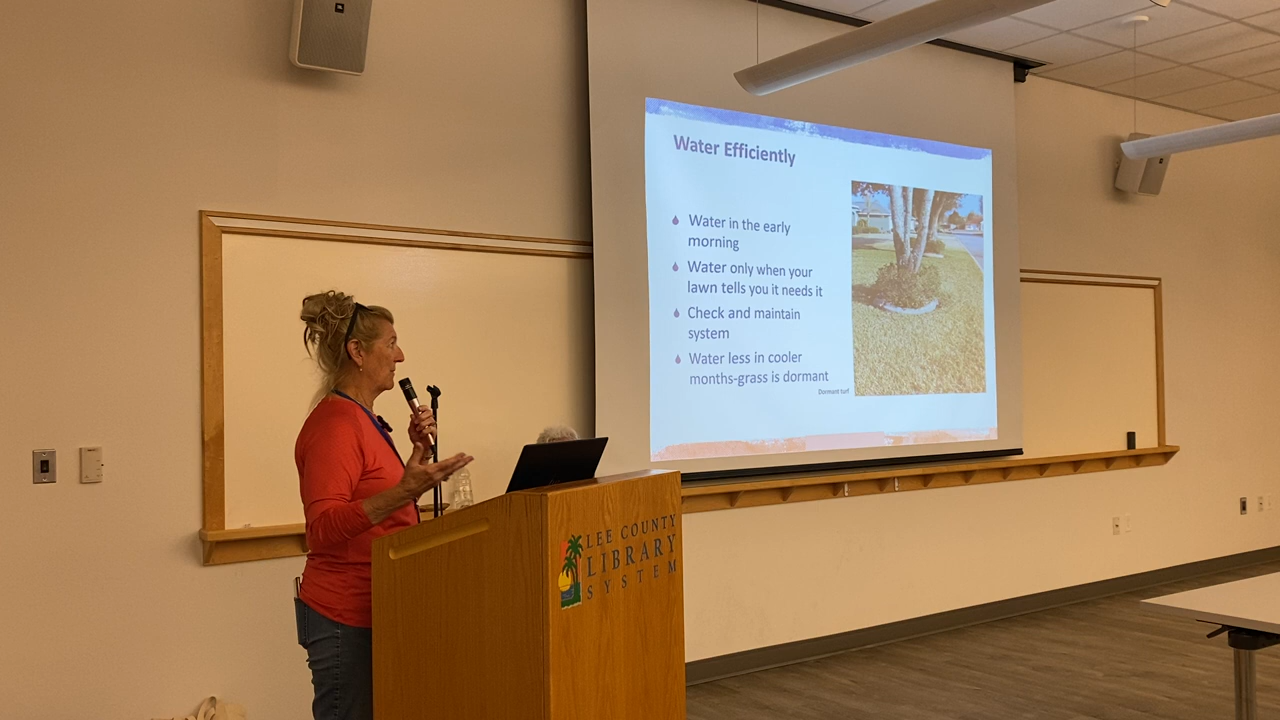 Water Efficiently
Water in the early
morning
Water only when your
lawn tells you it needs it
Check and maintain
system
Water less in cooler
months-grass is dormant
Dormant turf
LEE COUNTY
LIBRARY
SYSTEM
JBL